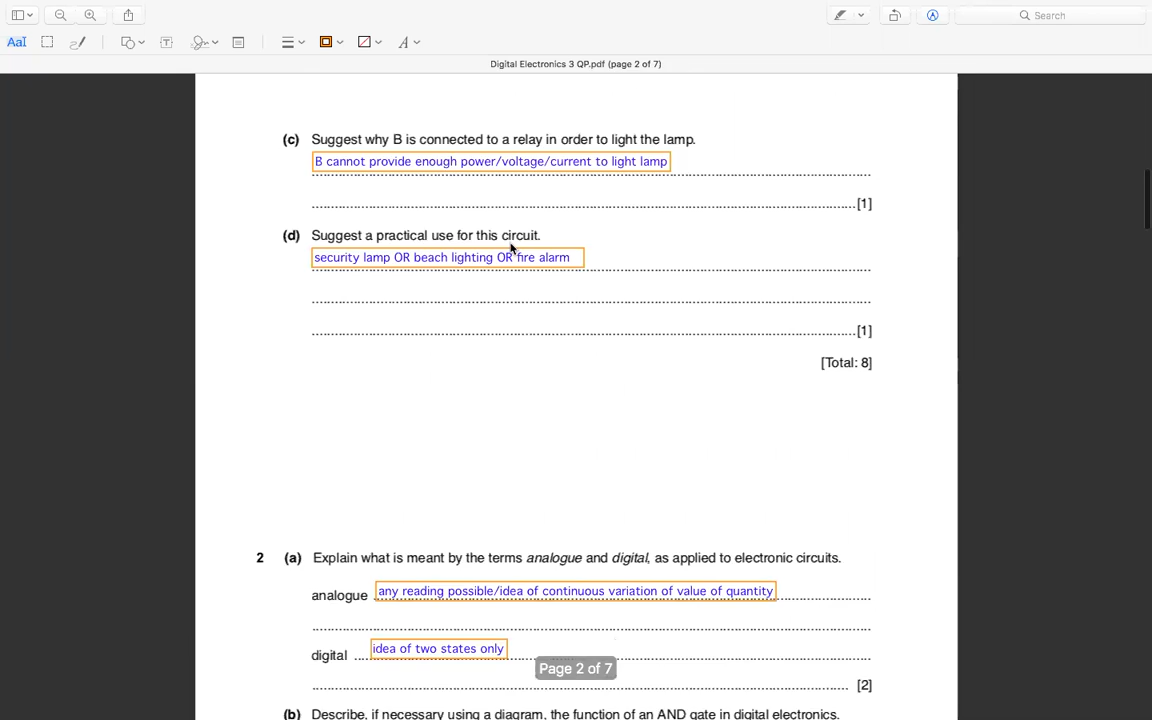 Search
AaI
Digital Electronics 3 QP.pdf (page 2 of 7)
(c) Suggest why B is connected to a relay in order to light the lamp.
B cannot provide enough power/voltage/current to light lamp
[1]
(d) Suggest a practical use for this circuit.
security lamp OR beach lighting OR fire alarm
[1]
[Total: 8]
2 (a) Explain what is meant by the terms analogue and digital, as applied to electronic circuits.
analogue any reading possible/idea of continuous variation of value of quantity
digital idea of two states only
Page 2 of 7
[2]
(b) Describe, if necessary using a diagram, the function of an AND gate in digital electronics.